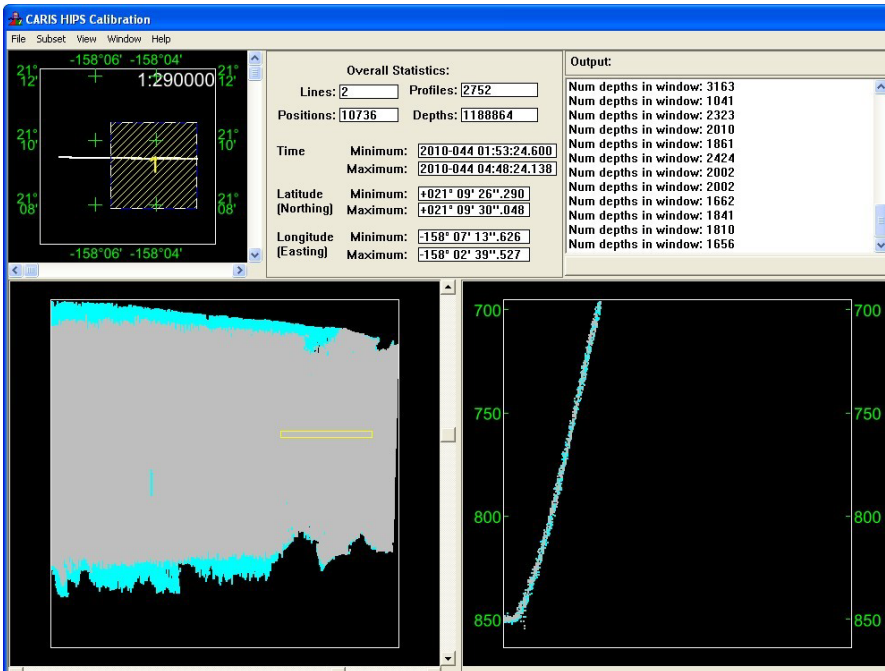 CARIS HIPS Calibration
File Subset View Window Help
-158°06' -158°04'
21° 12'
21° 12'
1:290000
21° 10'
21° 10'
21° 08'
21° 08'
-158°06' -158°04'
Overall Statistics:
Lines: 2 Profiles: 2752
Positions: 10736 Depths: 1188864
Time Minimum: 2010-044 01:53:24.600
Maximum: 2010-044 04:48:24.138
Latitude Minimum: +021° 09' 26".290
(Northing) Maximum: +021° 09' 30".048
Longitude Minimum: -158° 07' 13".626
(Easting) Maximum: -158° 02' 39".527
Output:
Num depths in window: 3163
Num depths in window: 1041
Num depths in window: 2323
Num depths in window: 2010
Num depths in window: 1861
Num depths in window: 2424
Num depths in window: 2002
Num depths in window: 2002
Num depths in window: 1662
Num depths in window: 1841
Num depths in window: 1810
Num depths in window: 1656
700 700
750 750
800 800
850 850